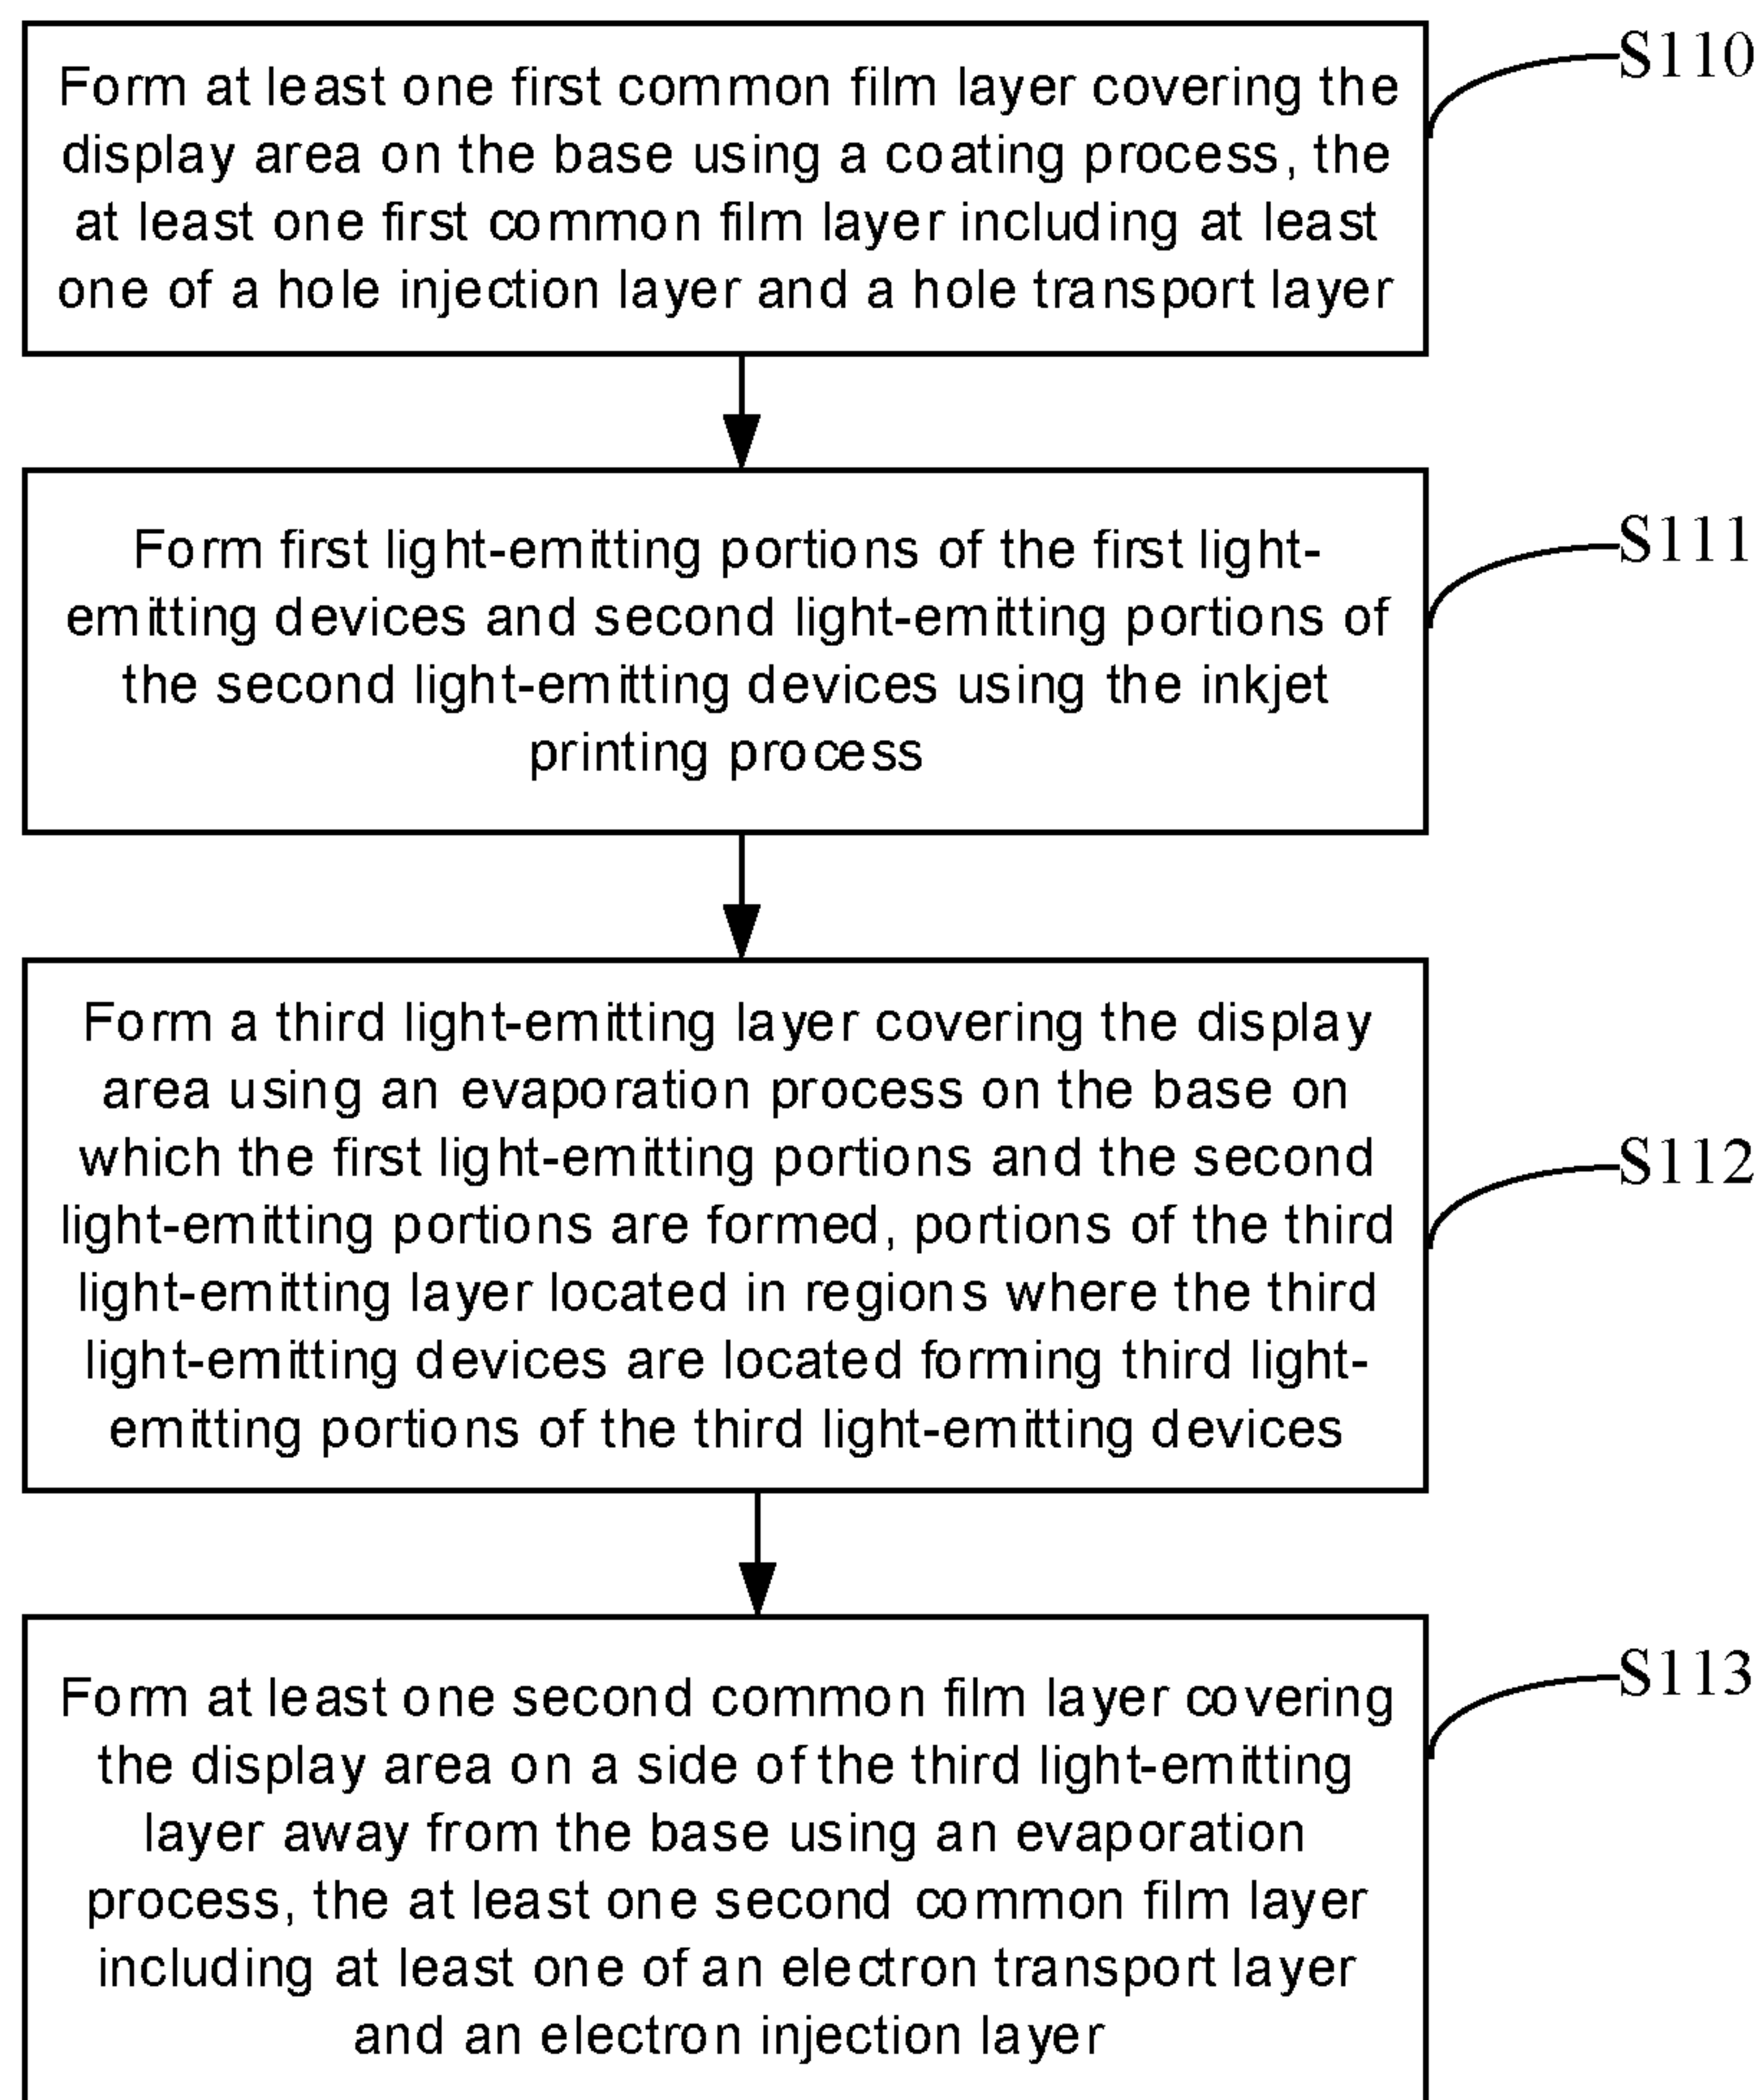 Form at least one first common film layer covering the
display area on the base using a coating process, the
at least one first common film layer including at least
one of a hole injection layer and a hole transport layer
S110
Form first light-emitting portions of the first light-
emitting devices and second light-emitting portions of
the second light-emitting devices using the inkjet
printing process
S111
Form a third light-emitting layer covering the display
area using an evaporation process on the base on
which the first light-emitting portions and the second
light-emitting portions are formed, portions of the third
light-emitting layer located in regions where the third
light-emitting devices are located forming third light-
emitting portions of the third light-emitting devices
S112
Form at least one second common film layer covering
the display area on a side of the third light-emitting
layer away from the base using an evaporation
process, the at least one second common film layer
including at least one of an electron transport layer
and an electron injection layer
S113